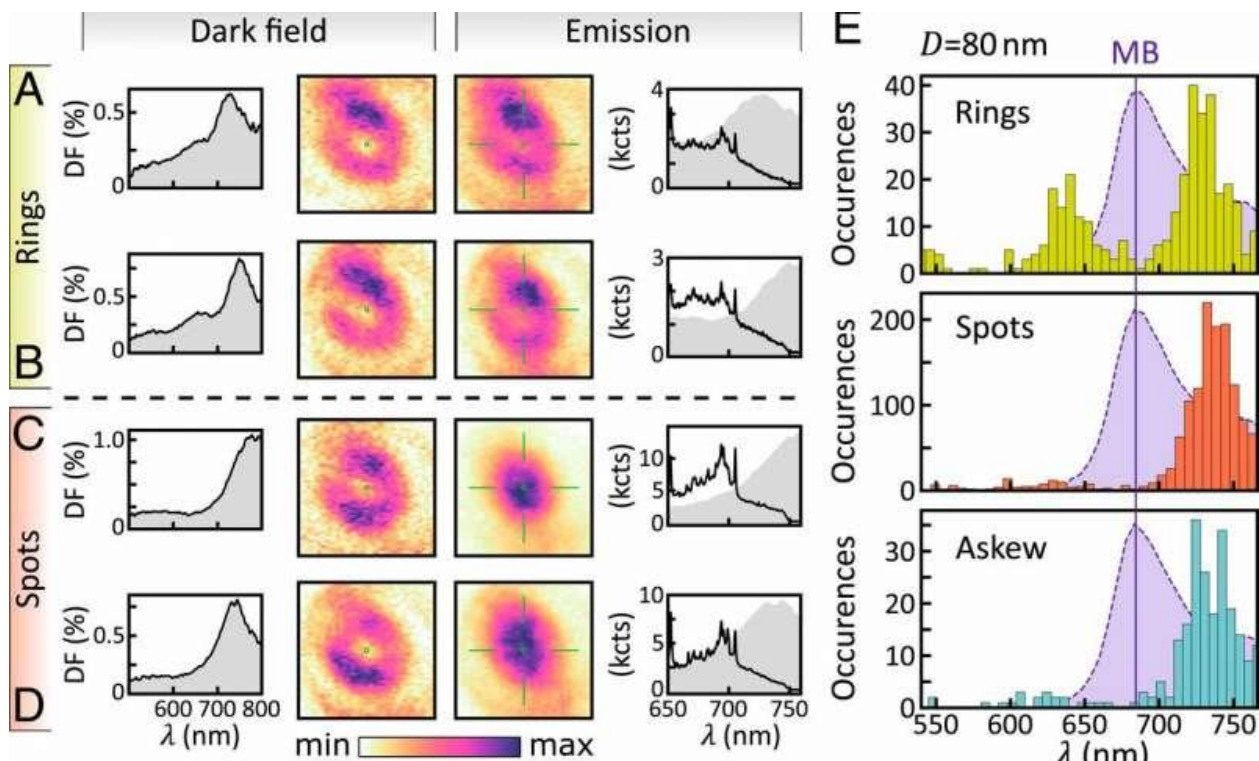 Dark field
Emission
E
D=80 nm
MB
A
B
Rings
DF (%)
0.5
0
(kcts)
4
2
0
DF (%)
0.5
0
(kcts)
3
0
C
D
Spots
DF (%)
1.0
0.5
0
(kcts)
10
5
0
DF (%)
0.5
0
600 700 800
λ (nm)
(kcts)
10
5
0
650 700 750
λ (nm)
min max
Rings
Occurences
40
30
20
10
0
Spots
Occurences
200
100
0
Askew
Occurences
30
20
10
0
550 600 650 700 750
λ (nm)